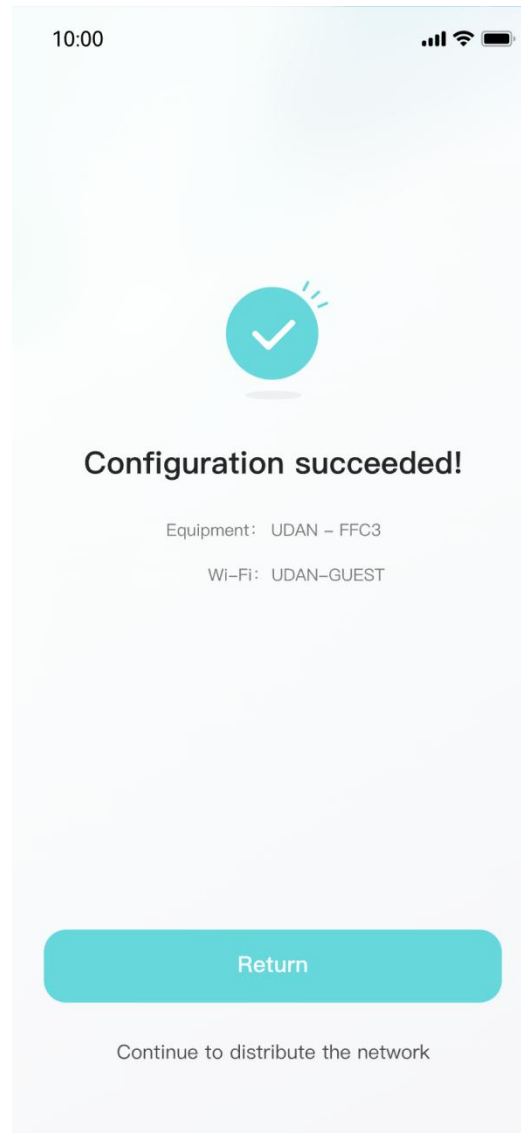 10:00
Configuration succeeded!
Equipment: UDAN – FFC3
Wi–Fi: UDAN–GUEST
Return
Continue to distribute the network